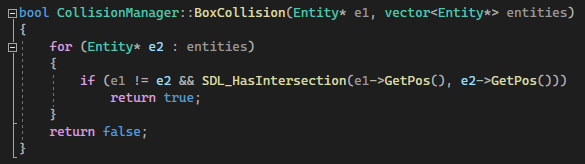 bool CollisionManager::BoxCollision(Entity* e1, vector<Entity*> entities)
{
    for (Entity* e2 : entities)
    {
        if (e1 != e2 && SDL_HasIntersection(e1->GetPos(), e2->GetPos()))
            return true;
    }
    return false;
}